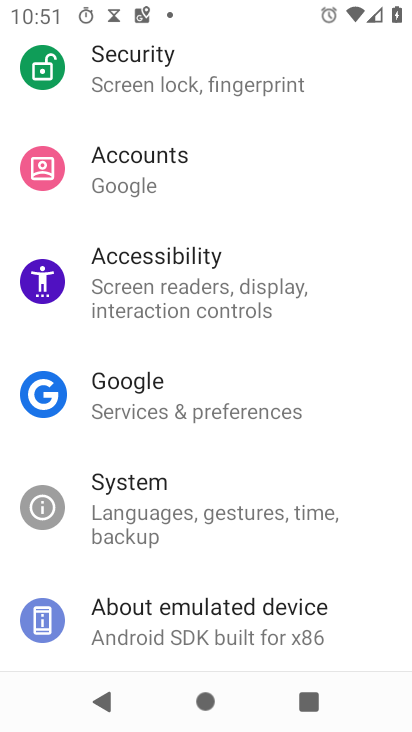 10:51
Security
Screen lock, fingerprint
Accounts
Google
Accessibility
Screen readers, display,
interaction controls
Google
Services & preferences
System
Languages, gestures, time,
backup
About emulated device
Android SDK built for x86